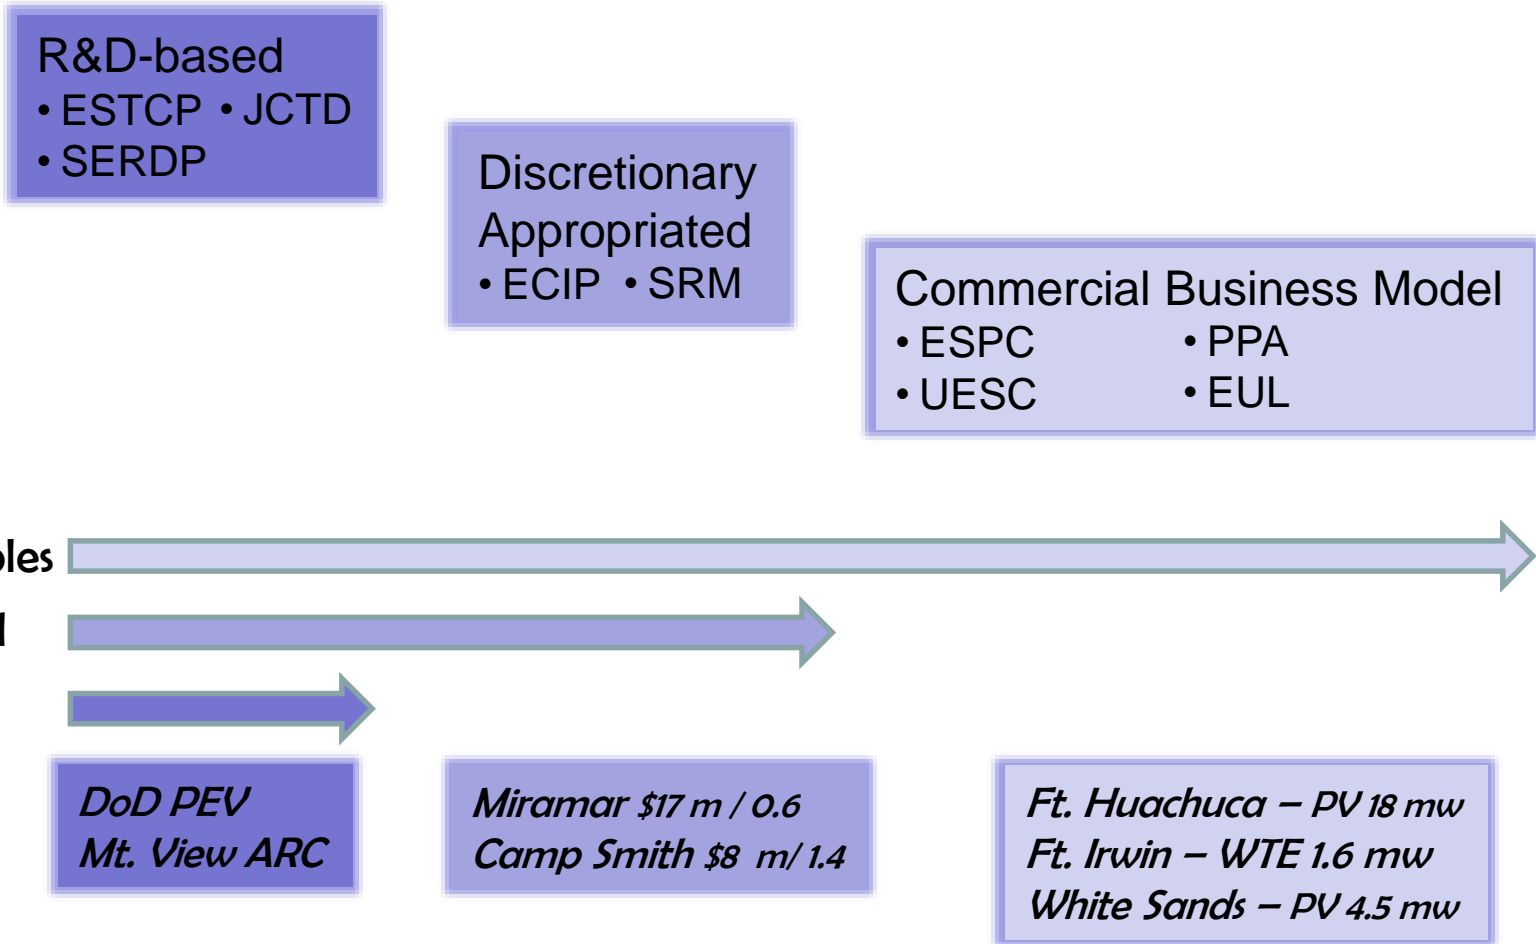 R&D-based
• ESTCP • JCTD
• SERDP
Discretionary
Appropriated
• ECIP • SRM
Commercial Business Model
• ESPC • PPA
• UESC • EUL
DoD PEV
Mt. View ARC
Miramar $17 m / 0.6
Camp Smith $8 m/ 1.4
Ft. Huachuca – PV 18 mw
Ft. Irwin – WTE 1.6 mw
White Sands – PV 4.5 mw